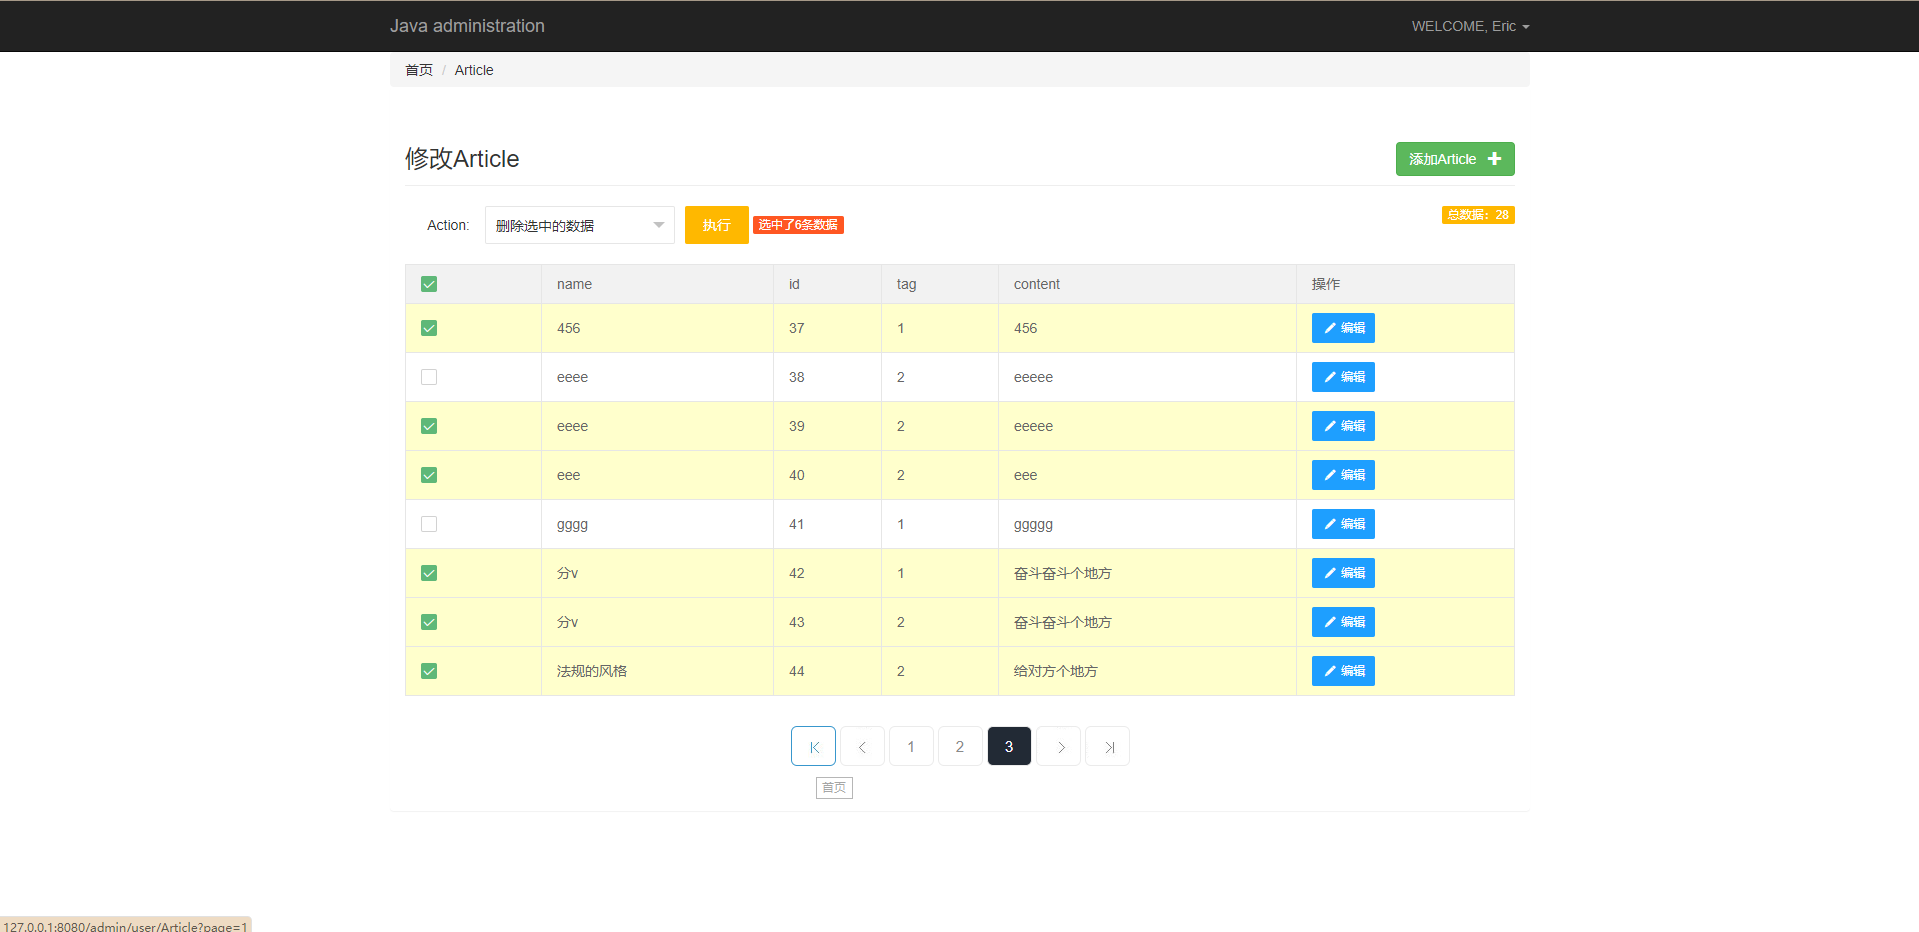 Java administration WELCOME, Eric
首页 / Article
修改Article 添加Article
Action: 删除选中的数据 执行 选中了6条数据 总数据：28
name id tag content 操作
456 37 1 456 编辑
eeee 38 2 eeeee 编辑
eeee 39 2 eeeee 编辑
eee 40 2 eee 编辑
gggg 41 1 ggggg 编辑
分v 42 1 奋斗奋斗个地方 编辑
分v 43 2 奋斗奋斗个地方 编辑
法规的风格 44 2 给对方个地方 编辑
1 2 3
首页
127.0.0.1:8080/admin/user/Article?page=1